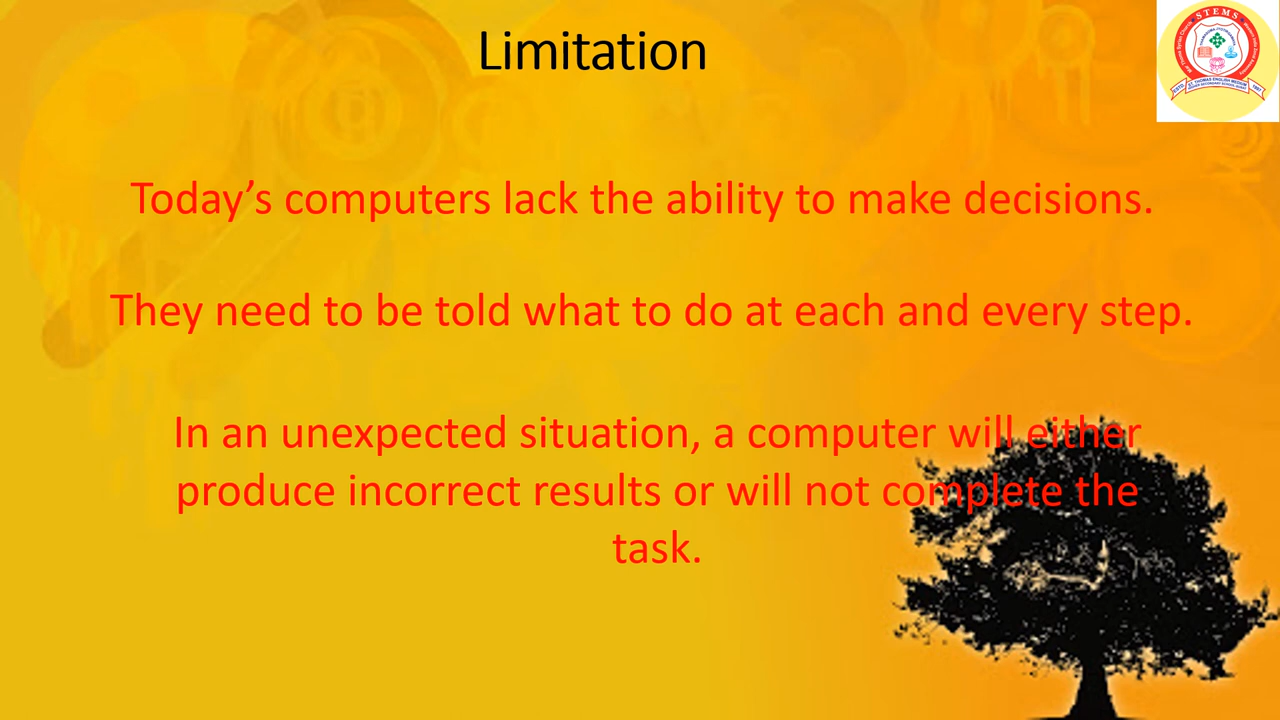 Limitation
STEMS
Today’s computers lack the ability to make decisions.
They need to be told what to do at each and every step.
In an unexpected situation, a computer will either
produce incorrect results or will not complete the
task.